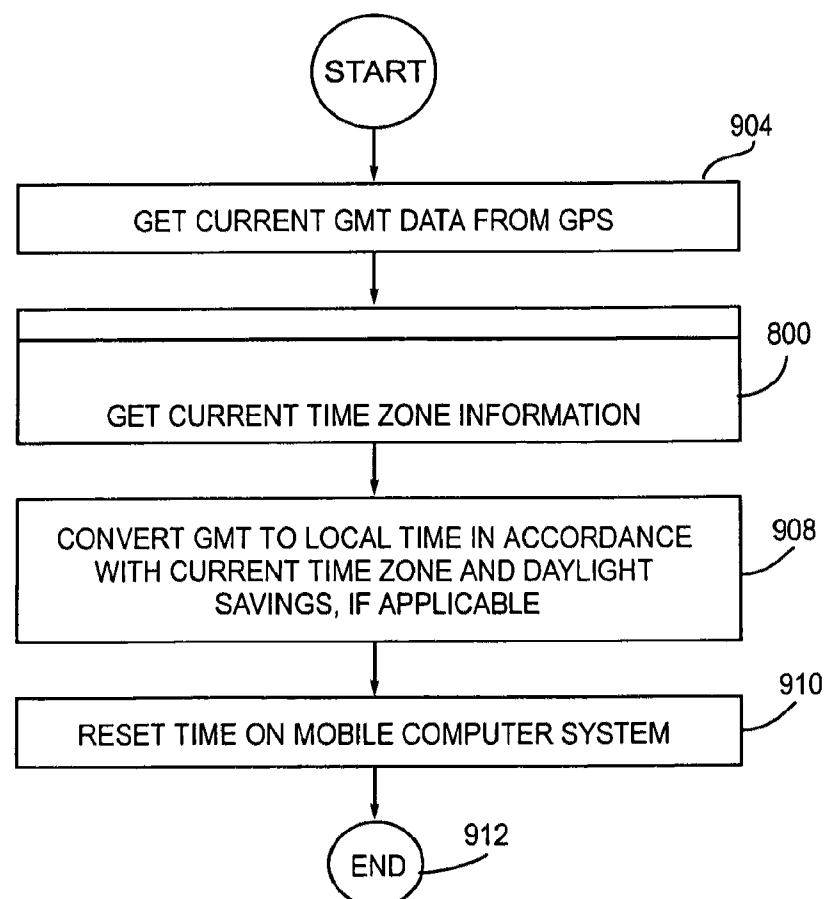 START
904
GET CURRENT GMT DATA FROM GPS
800
GET CURRENT TIME ZONE INFORMATION
CONVERT GMT TO LOCAL TIME IN ACCORDANCE
WITH CURRENT TIME ZONE AND DAYLIGHT
SAVINGS, IF APPLICABLE
908
910
RESET TIME ON MOBILE COMPUTER SYSTEM
912
END